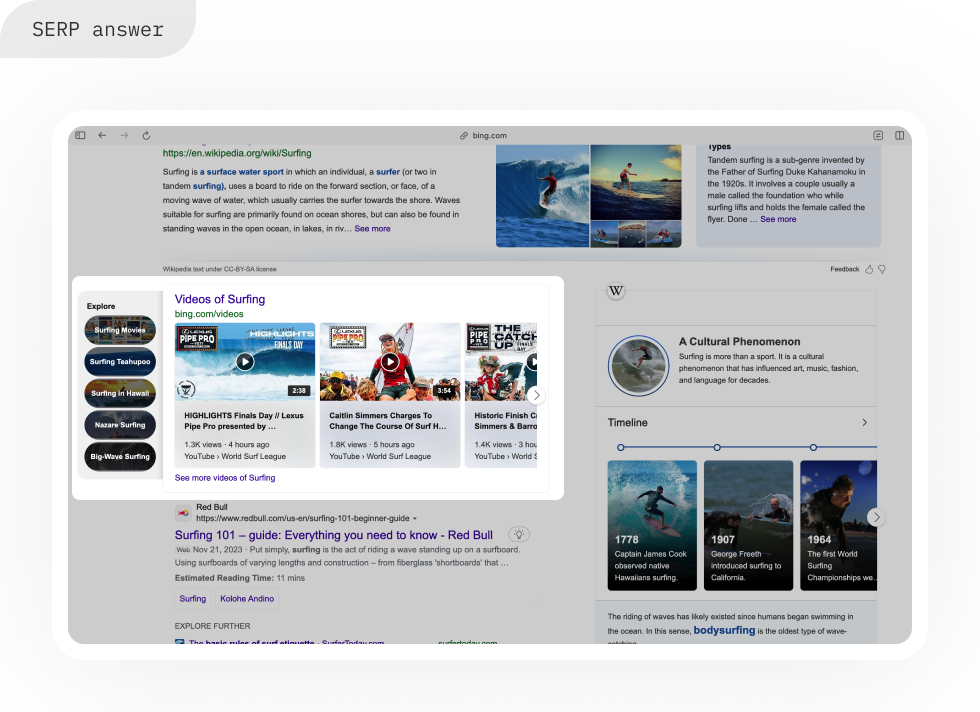 SERP answer
bing.com
https://en.wikipedia.org/wiki/Surfing
Surfing is a surface water sport in which an individual, a surfer (or two in
tandem surfing), uses a board to ride on the forward section, or face, of a
moving wave of water, which usually carries the surfer towards the shore. Waves
suitable for surfing are primarily found on ocean shores, but can also be found in
standing waves in the open ocean, in lakes, in riv… See more
Types
Tandem surfing is a sub-genre invented by
the Father of Surfing Duke Kahanamoku in
the 1920s. It involves a couple usually a
male called the foundation who while
surfing lifts and holds the female called the
flyer. Done … See more
Wikipedia text under CC-BY-SA license
Feedback
Explore
Surfing Movies
Surfing Teahupoo
Surfing in Hawaii
Nazare Surfing
Big-Wave Surfing
Videos of Surfing
bing.com/videos
LEXUS
PIPE PRO
HIGHLIGHTS
FINALS DAY
2:38
HIGHLIGHTS Finals Day // Lexus
Pipe Pro presented by …
1.3K views · 4 hours ago
YouTube › World Surf League
LEXUS
PIPE PRO
3:54
Caitlin Simmers Charges To
Change The Course Of Surf H…
1.8K views · 5 hours ago
YouTube › World Surf League
PIPE PRO
THE
CATCH
UP
Historic Finish C
Simmers & Barro
1.4K views · 3 hou
YouTube › World S
See more videos of Surfing
Red Bull
https://www.redbull.com/us-en/surfing-101-beginner-guide
Surfing 101 – guide: Everything you need to know - Red Bull
Web Nov 21, 2023 · Put simply, surfing is the act of riding a wave standing up on a surfboard.
Using surfboards of varying lengths and construction – from fiberglass 'shortboards' that …
Estimated Reading Time: 11 mins
Surfing
Kolohe Andino
EXPLORE FURTHER
The basic rules of surf etiquette - SurferToday.com
surfertoday.com
W
A Cultural Phenomenon
Surfing is more than a sport. It is a cultural
phenomenon that has influenced art, music, fashion,
and language for decades.
Timeline
1778
Captain James Cook
observed native
Hawaiians surfing.
1907
George Freeth
introduced surfing to
California.
1964
The first World
Surfing
Championships we…
The riding of waves has likely existed since humans began swimming in
the ocean. In this sense, bodysurfing is the oldest type of wave-
catching.